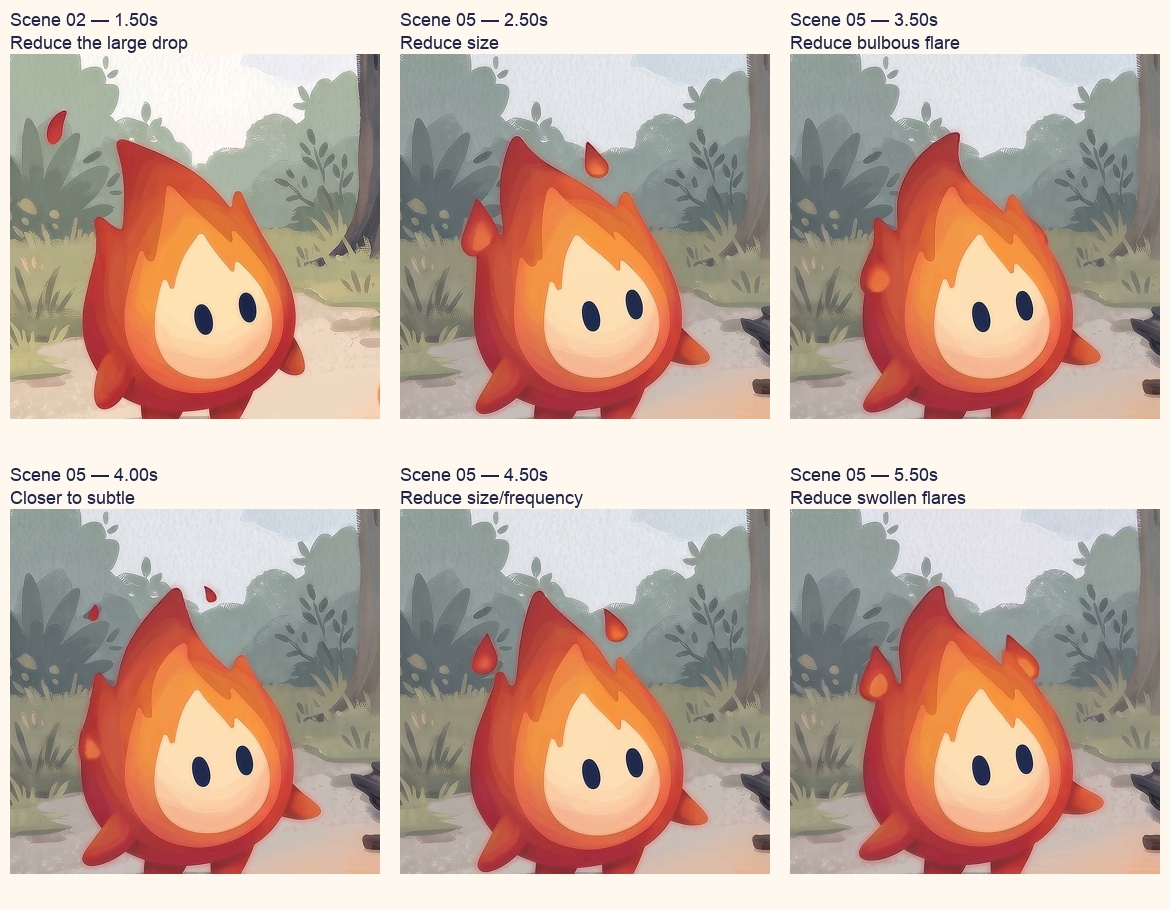 Scene 02 — 1.50s
Reduce the large drop
Scene 05 — 2.50s
Reduce size
Scene 05 — 3.50s
Reduce bulbous flare
Scene 05 — 4.00s
Closer to subtle
Scene 05 — 4.50s
Reduce size/frequency
Scene 05 — 5.50s
Reduce swollen flares